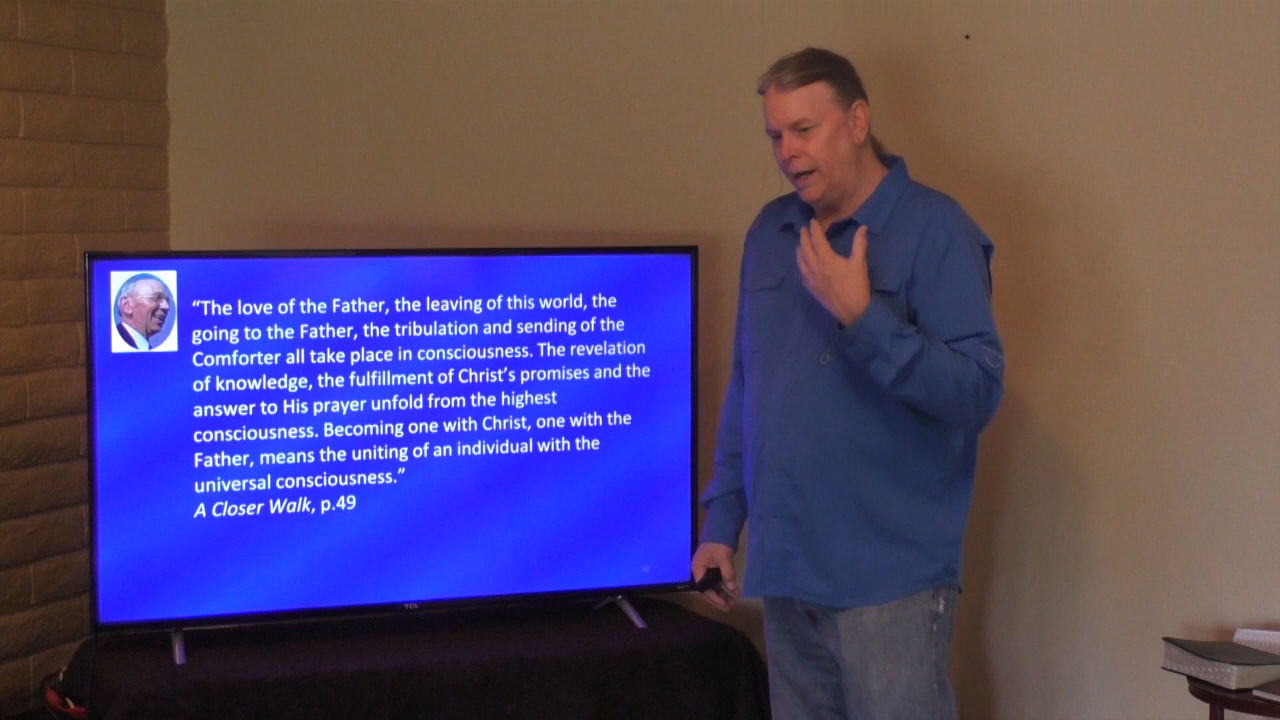 “The love of the Father, the leaving of this world, the
going to the Father, the tribulation and sending of the
Comforter all take place in consciousness. The revelation
of knowledge, the fulfillment of Christ’s promises and the
answer to His prayer unfold from the highest
consciousness. Becoming one with Christ, one with the
Father, means the uniting of an individual with the
universal consciousness.”
A Closer Walk, p.49
TCL